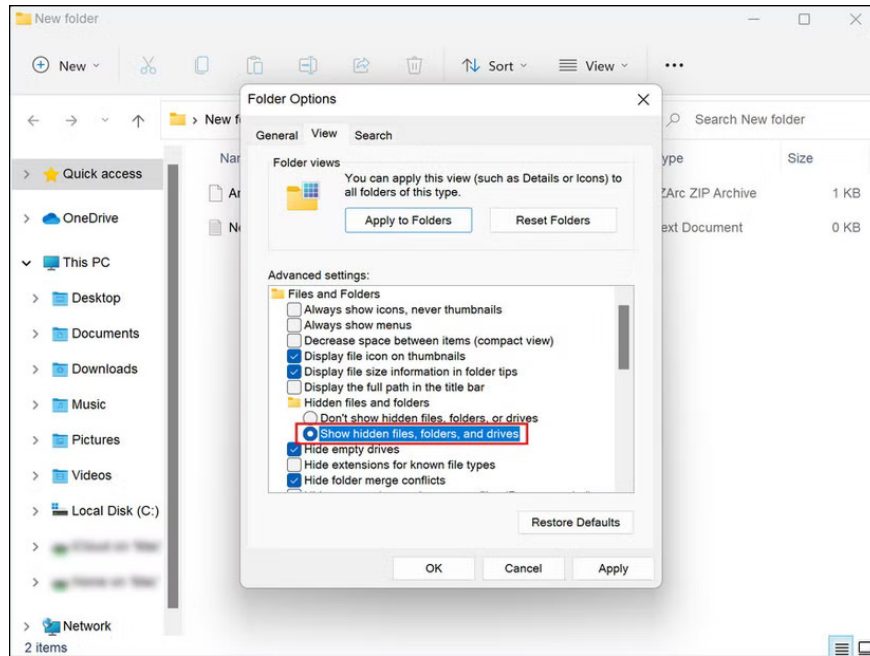 New folder
New
Sort
View
Folder Options
New f
Search New folder
General
View
Search
Nar
ype
Size
Folder views
You can apply this view (such as Details or Icons) to
all folders of this type.
Quick access
Ar
ZArc ZIP Archive
1 KB
Apply to Folders
Reset Folders
OneDrive
N
ext Document
0 KB
This PC
Advanced settings:
Desktop
Files and Folders
Always show icons, never thumbnails
Always show menus
Documents
Decrease space between items (compact view)
Display file icon on thumbnails
Downloads
Display file size information in folder tips
Display the full path in the title bar
Music
Hidden files and folders
Don't show hidden files, folders, or drives
Pictures
Show hidden files, folders, and drives
Hide empty drives
Videos
Hide extensions for known file types
Hide folder merge conflicts
Local Disk (C:)
Restore Defaults
OK
Cancel
Apply
Network
2 items